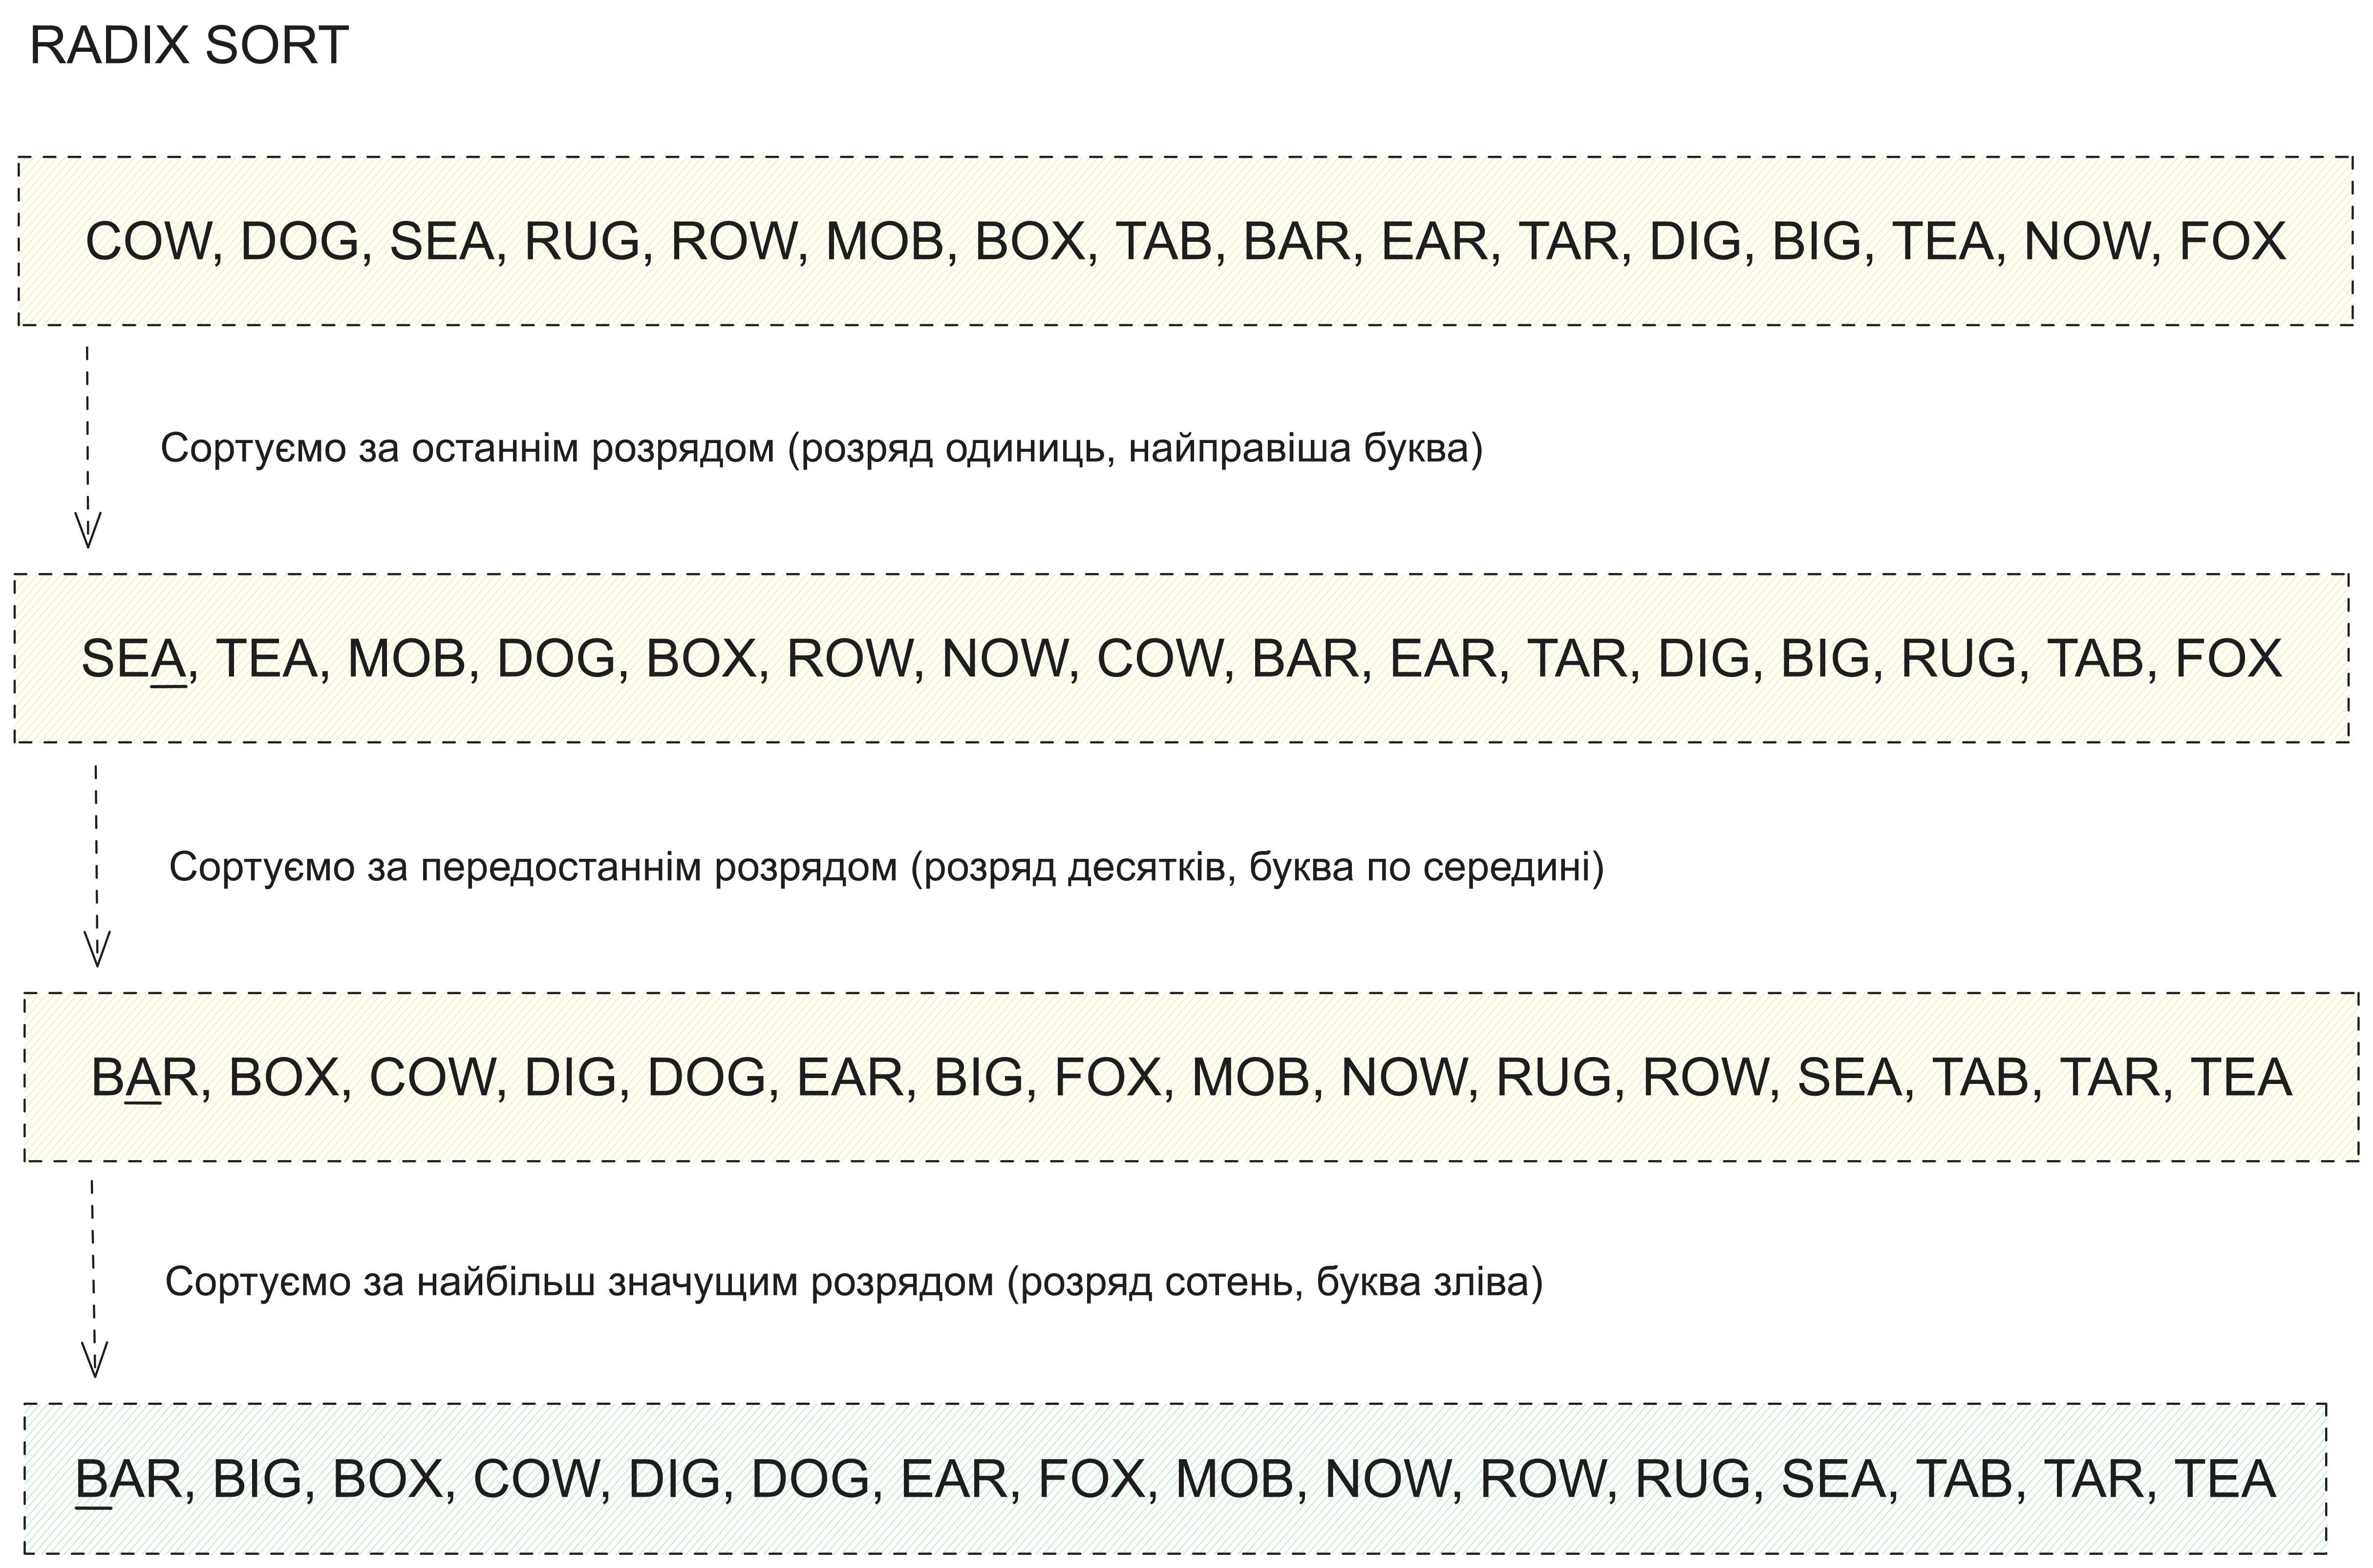 RADIX SORT
COW, DOG, SEA, RUG, ROW, MOB, BOX, TAB, BAR, EAR, TAR, DIG, BIG, TEA, NOW, FOX
Сортуємо за останнім розрядом (розряд одиниць, найправіша буква)
SEA, TEA, MOB, DOG, BOX, ROW, NOW, COW, BAR, EAR, TAR, DIG, BIG, RUG, TAB, FOX
Сортуємо за передостаннім розрядом (розряд десятків, буква по середині)
BAR, BOX, COW, DIG, DOG, EAR, BIG, FOX, MOB, NOW, RUG, ROW, SEA, TAB, TAR, TEA
Сортуємо за найбільш значущим розрядом (розряд сотень, буква зліва)
BAR, BIG, BOX, COW, DIG, DOG, EAR, FOX, MOB, NOW, ROW, RUG, SEA, TAB, TAR, TEA